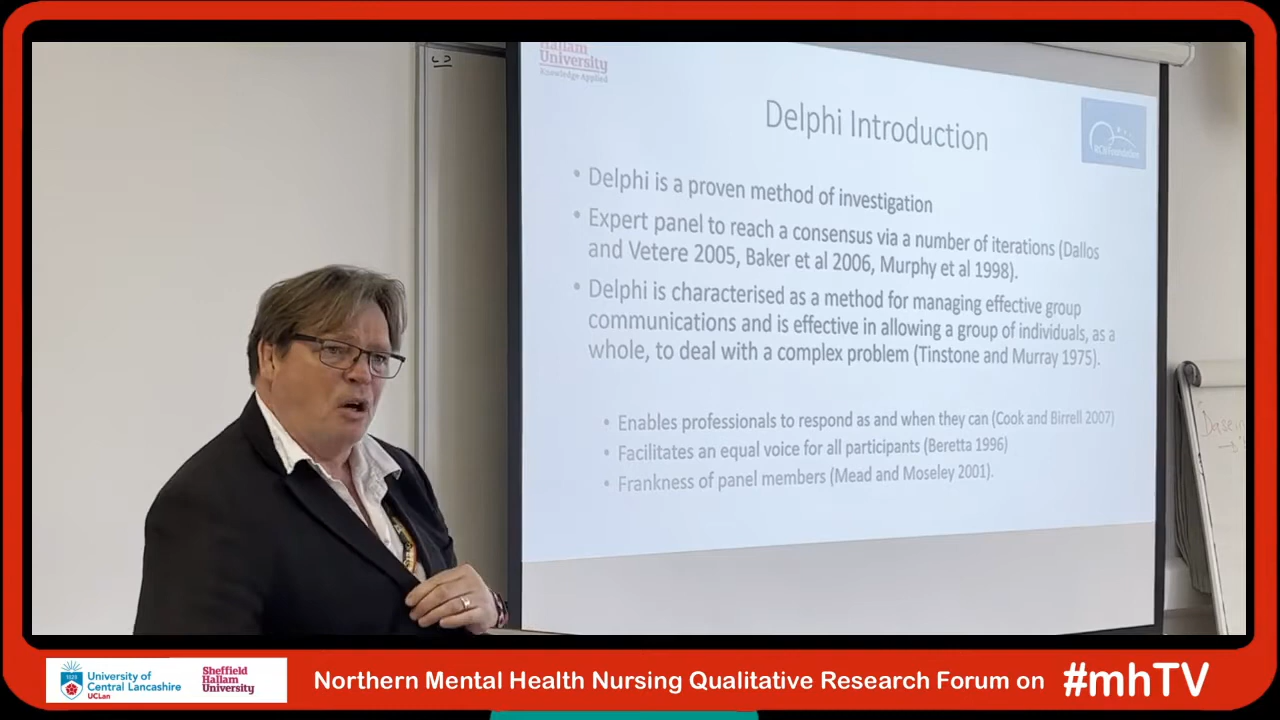 Hallam
University
Knowledge Applied
Delphi Introduction
RCN Foundation
• Delphi is a proven method of investigation
• Expert panel to reach a consensus via a number of iterations (Dallos
and Vetere 2005, Baker et al 2006, Murphy et al 1998).
• Delphi is characterised as a method for managing effective group
communications and is effective in allowing a group of individuals, as a
whole, to deal with a complex problem (Tinstone and Murray 1975).
• Enables professionals to respond as and when they can (Cook and Birrell 2007)
• Facilitates an equal voice for all participants (Beretta 1996)
• Frankness of panel members (Mead and Moseley 2001).
University of
Central Lancashire
UCLan
Sheffield
Hallam
University
Northern Mental Health Nursing Qualitative Research Forum on #mhTV